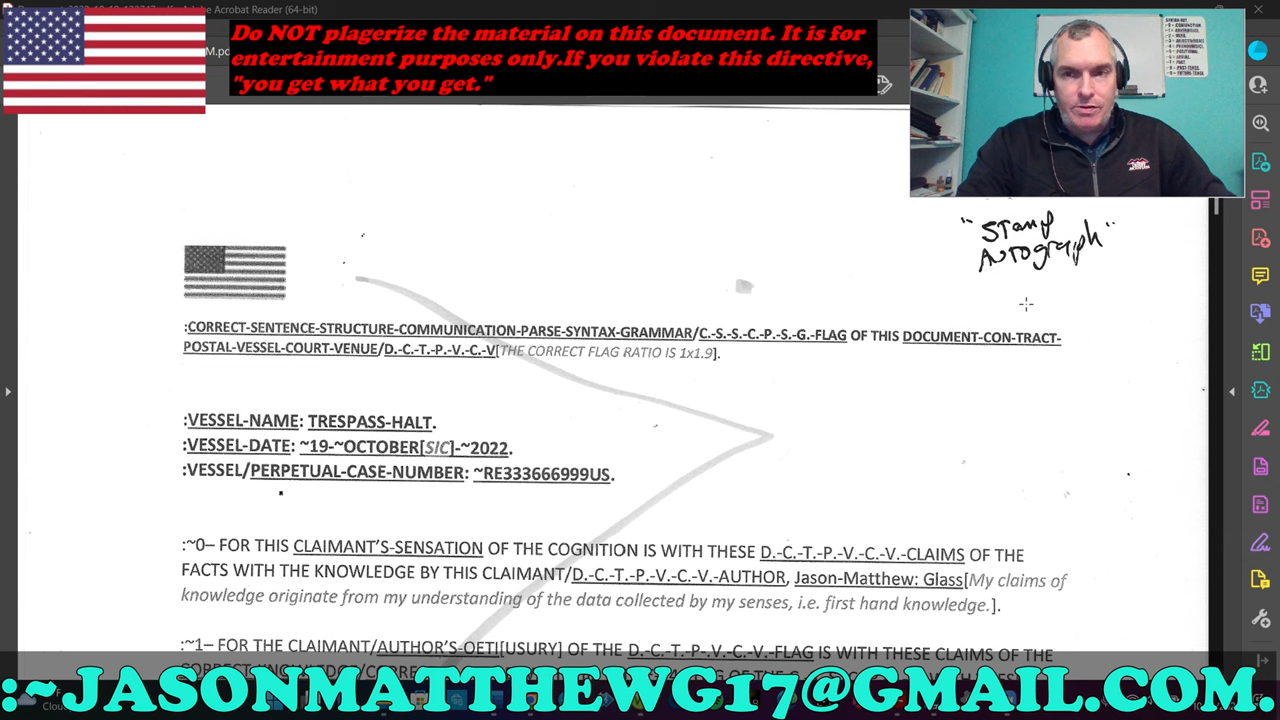 Adobe Acrobat Reader (64-bit)
Do NOT plagerize the material on this document. It is for
entertainment purposes only.If you violate this directive,
"you get what you get.
"Stamp
Autograph"
:CORRECT-SENTENCE-STRUCTURE-COMMUNICATION-PARSE-SYNTAX-GRAMMAR/C.-S.-S.-C.-P.-S.-G.-FLAG OF THIS DOCUMENT-CON-TRACT-
POSTAL-VESSEL-COURT-VENUE/D.-C.-T.-P.-V.-C.-V[THE CORRECT FLAG RATIO IS 1x1.9].
:VESSEL-NAME: TRESPASS-HALT.
:VESSEL-DATE: ~19-~OCTOBER[SIC]-~2022.
:VESSEL/PERPETUAL-CASE-NUMBER: ~RE333666999US.
:~0– FOR THIS CLAIMANT'S-SENSATION OF THE COGNITION IS WITH THESE D.-C.-T.-P.-V.-C.-V.-CLAIMS OF THE
FACTS WITH THE KNOWLEDGE BY THIS CLAIMANT/D.-C.-T.-P.-V.-C.-V.-AUTHOR, Jason-Matthew: Glass[My claims of
knowledge originate from my understanding of the data collected by my senses, i.e. first hand knowledge.].
:~1– FOR THE CLAIMANT/AUTHOR'S-OETI[USURY] OF THE D.-C.-T.-P.-V.-C.-V.-FLAG IS WITH THESE CLAIMS OF THE
:~JASONMATTHEWG17@GMAIL.COM.